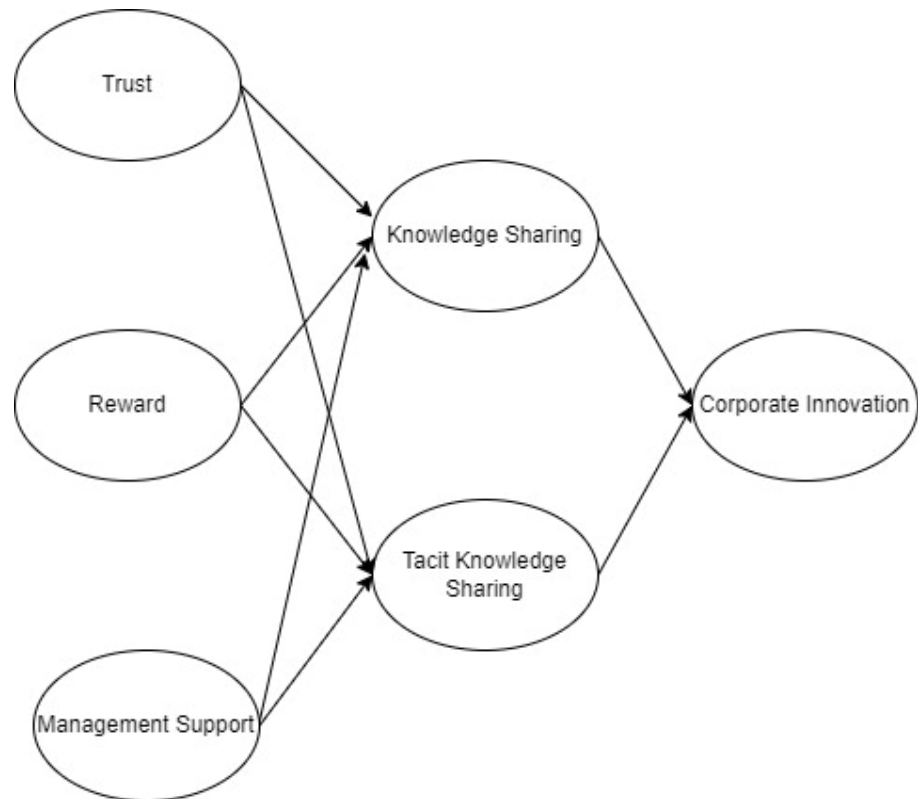 Trust
Knowledge Sharing
Reward
Corporate Innovation
Tacit Knowledge
Sharing
Management Support